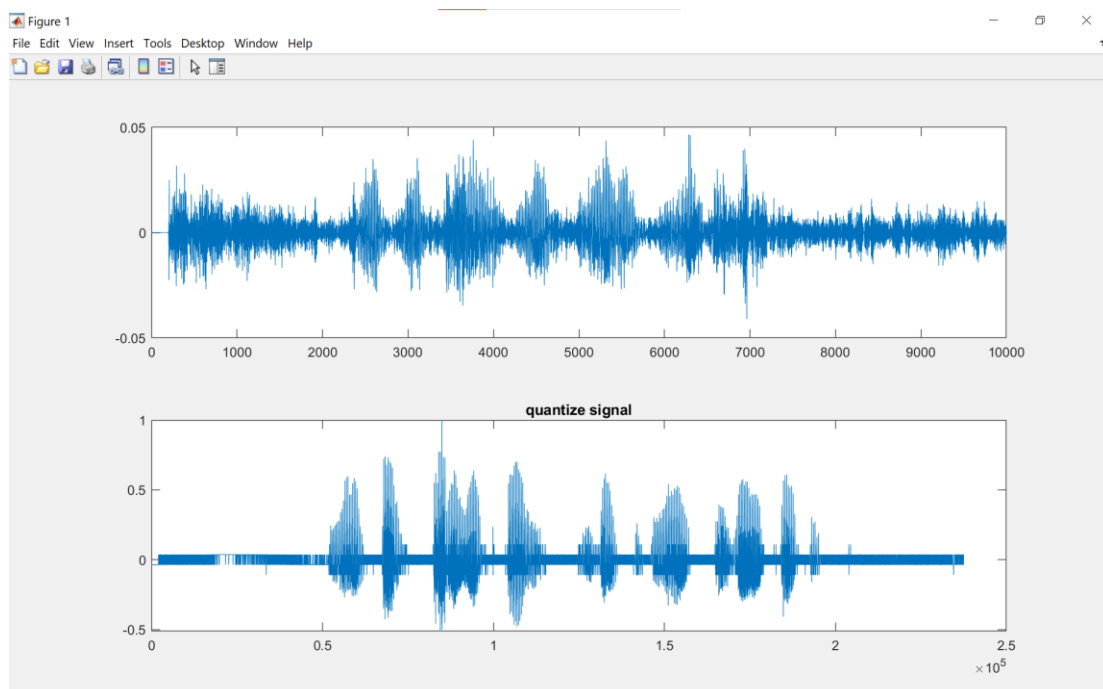 Figure 1
File Edit View Insert Tools Desktop Window Help
0.05
0
-0.05
0 1000 2000 3000 4000 5000 6000 7000 8000 9000 10000
quantize signal
1
0.5
0
-0.5
0 0.5 1 1.5 2 2.5
×10⁵